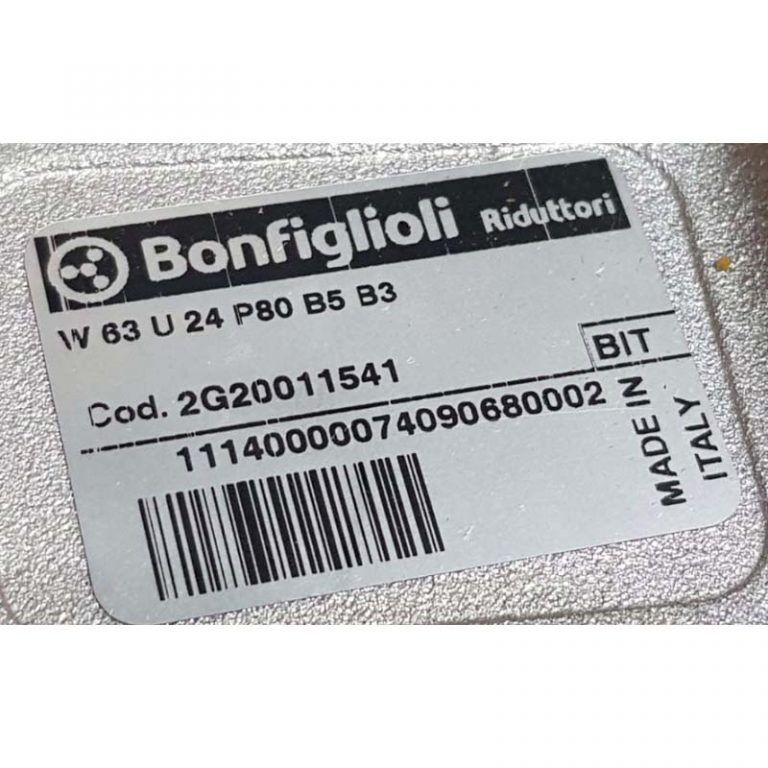 Bonfiglioli Riduttori
W 63 U 24 P80 B5 B3
BIT
Cod. 2G20011541
11140000074090680002
MADE IN
ITALY